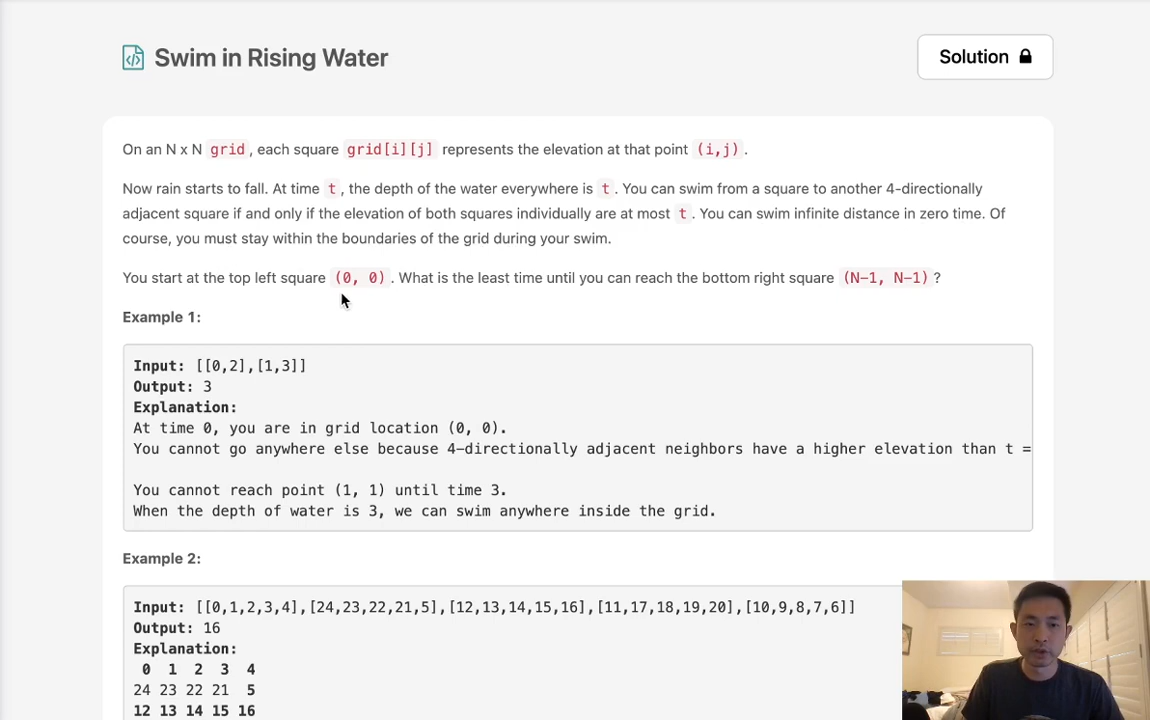 Swim in Rising Water
Solution
On an N x N grid , each square grid[i][j] represents the elevation at that point (i,j) .
Now rain starts to fall. At time t , the depth of the water everywhere is t . You can swim from a square to another 4-directionally
adjacent square if and only if the elevation of both squares individually are at most t . You can swim infinite distance in zero time. Of
course, you must stay within the boundaries of the grid during your swim.
You start at the top left square (0, 0) . What is the least time until you can reach the bottom right square (N-1, N-1) ?
Example 1:
Input: [[0,2],[1,3]]
Output: 3
Explanation:
At time 0, you are in grid location (0, 0).
You cannot go anywhere else because 4-directionally adjacent neighbors have a higher elevation than t =
You cannot reach point (1, 1) until time 3.
When the depth of water is 3, we can swim anywhere inside the grid.
Example 2:
Input: [[0,1,2,3,4],[24,23,22,21,5],[12,13,14,15,16],[11,17,18,19,20],[10,9,8,7,6]]
Output: 16
Explanation:
0 1 2 3 4
24 23 22 21 5
12 13 14 15 16